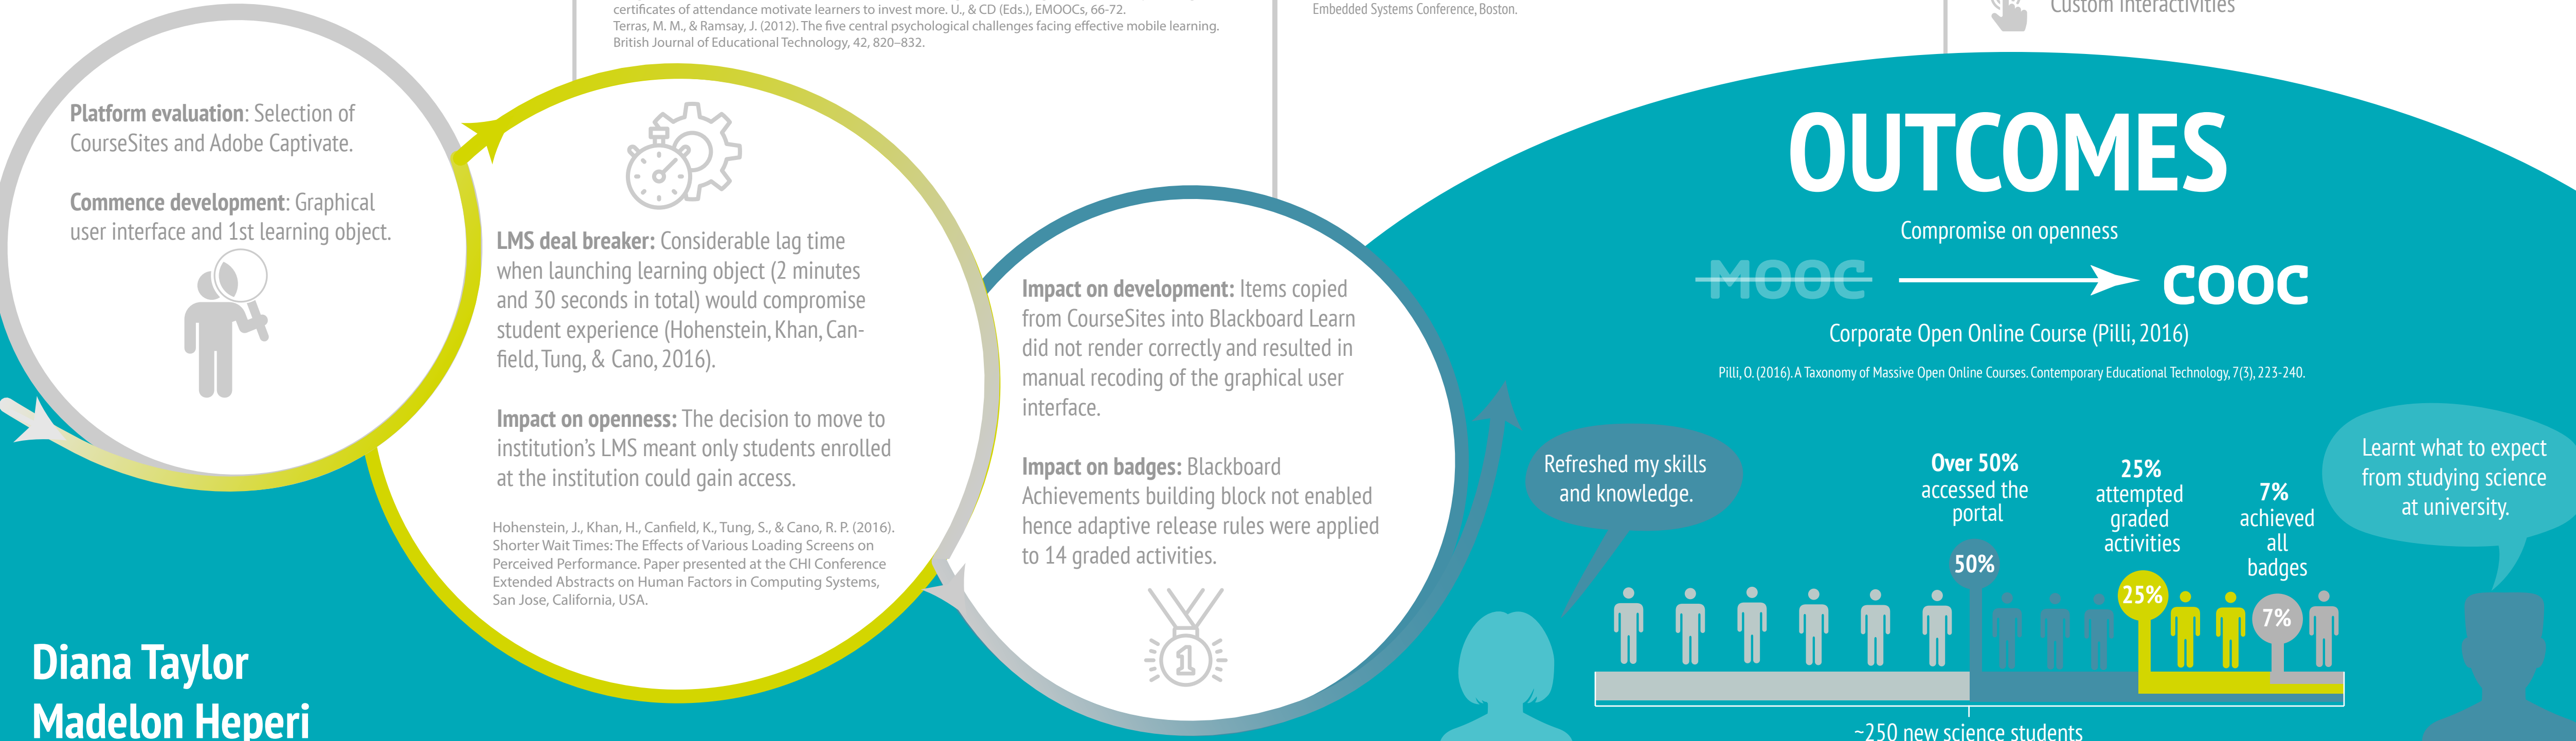 certificates of attendance motivate learners to invest more. U., & CD (Eds.), EMOOCs, 66-72.
Terras, M. M., & Ramsay, J. (2012). The five central psychological challenges facing effective mobile learning.
British Journal of Educational Technology, 42, 820–832.
Embedded Systems Conference, Boston.
Custom interactivities
Platform evaluation: Selection of
CourseSites and Adobe Captivate.
Commence development: Graphical
user interface and 1st learning object.
LMS deal breaker: Considerable lag time
when launching learning object (2 minutes
and 30 seconds in total) would compromise
student experience (Hohenstein, Khan, Can-
field, Tung, & Cano, 2016).
Impact on openness: The decision to move to
institution's LMS meant only students enrolled
at the institution could gain access.
Hohenstein, J., Khan, H., Canfield, K., Tung, S., & Cano, R. P. (2016).
Shorter Wait Times: The Effects of Various Loading Screens on
Perceived Performance. Paper presented at the CHI Conference
Extended Abstracts on Human Factors in Computing Systems,
San Jose, California, USA.
Impact on development: Items copied
from CourseSites into Blackboard Learn
did not render correctly and resulted in
manual recoding of the graphical user
interface.
Impact on badges: Blackboard
Achievements building block not enabled
hence adaptive release rules were applied
to 14 graded activities.
1
OUTCOMES
Compromise on openness
MOOC
COOC
Corporate Open Online Course (Pilli, 2016)
Pilli, O. (2016). A Taxonomy of Massive Open Online Courses. Contemporary Educational Technology, 7(3), 223-240.
Refreshed my skills
and knowledge.
Over 50%
accessed the
portal
50%
25%
attempted
graded
activities
25%
7%
achieved
all
badges
7%
Learnt what to expect
from studying science
at university.
~250 new science students
Diana Taylor
Madelon Heperi